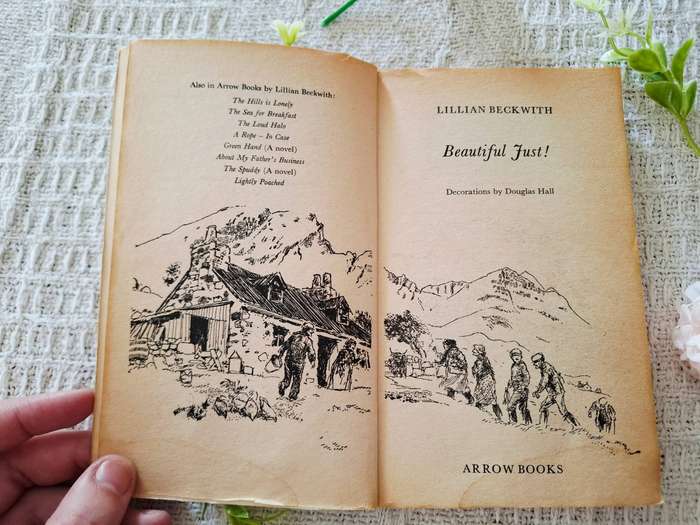 Also in Arrow Books by Lillian Beckwith:
The Hills is Lonely
The Sea for Breakfast
The Loud Halo
A Rope – In Case
Green Hand (A novel)
About My Father's Business
The Spuddy (A novel)
Lightly Poached
LILLIAN BECKWITH
Beautiful Just!
Decorations by Douglas Hall
ARROW BOOKS